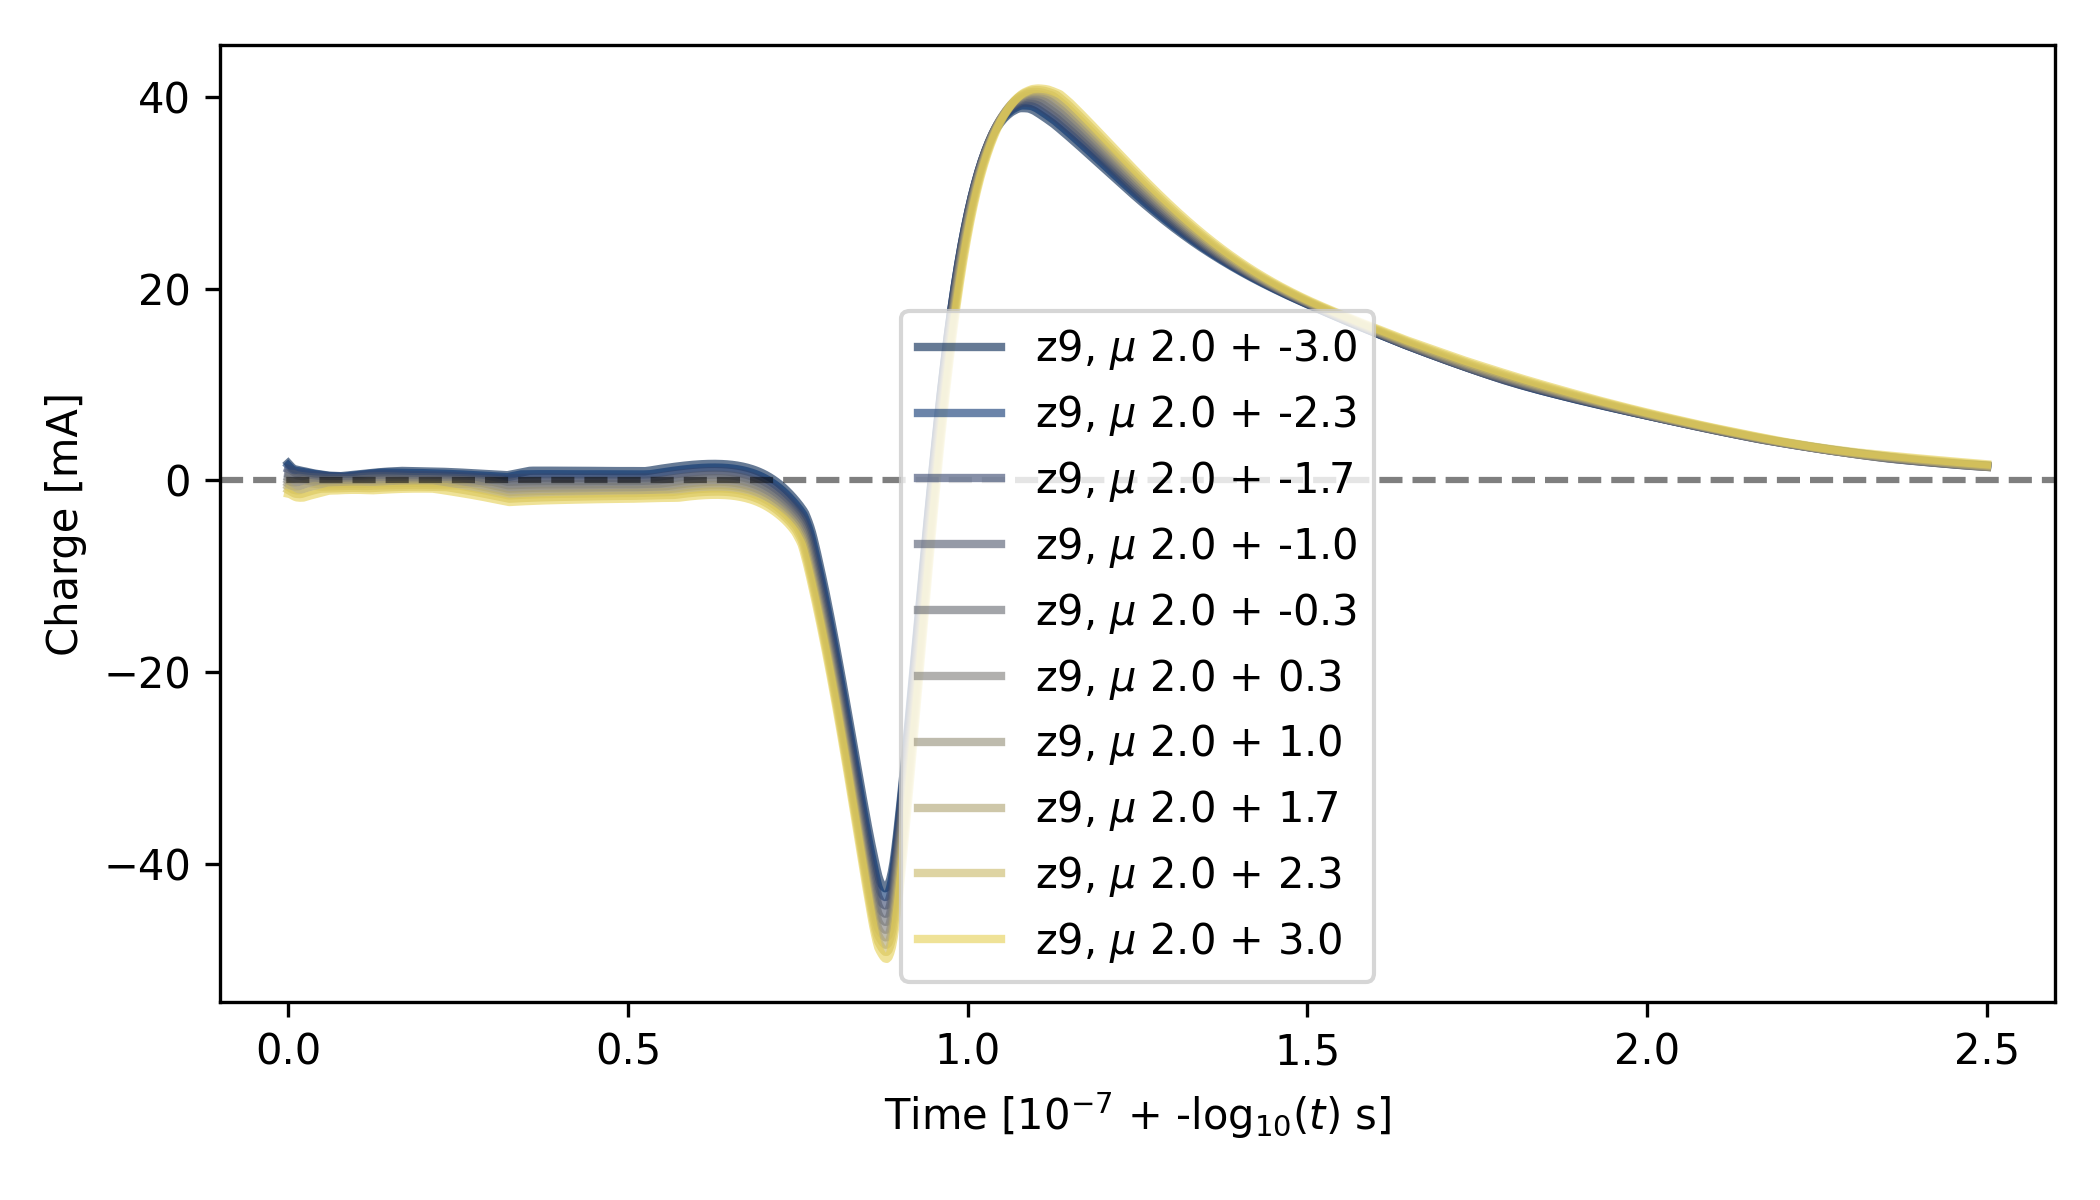 40
20
0
−20
−40
Charge [mA]
z9, μ 2.0 + -3.0
z9, μ 2.0 + -2.3
z9, μ 2.0 + -1.7
z9, μ 2.0 + -1.0
z9, μ 2.0 + -0.3
z9, μ 2.0 + 0.3
z9, μ 2.0 + 1.0
z9, μ 2.0 + 1.7
z9, μ 2.0 + 2.3
z9, μ 2.0 + 3.0
0.0 0.5 1.0 1.5 2.0 2.5
Time [10⁻⁷ + -log₁₀(t) s]